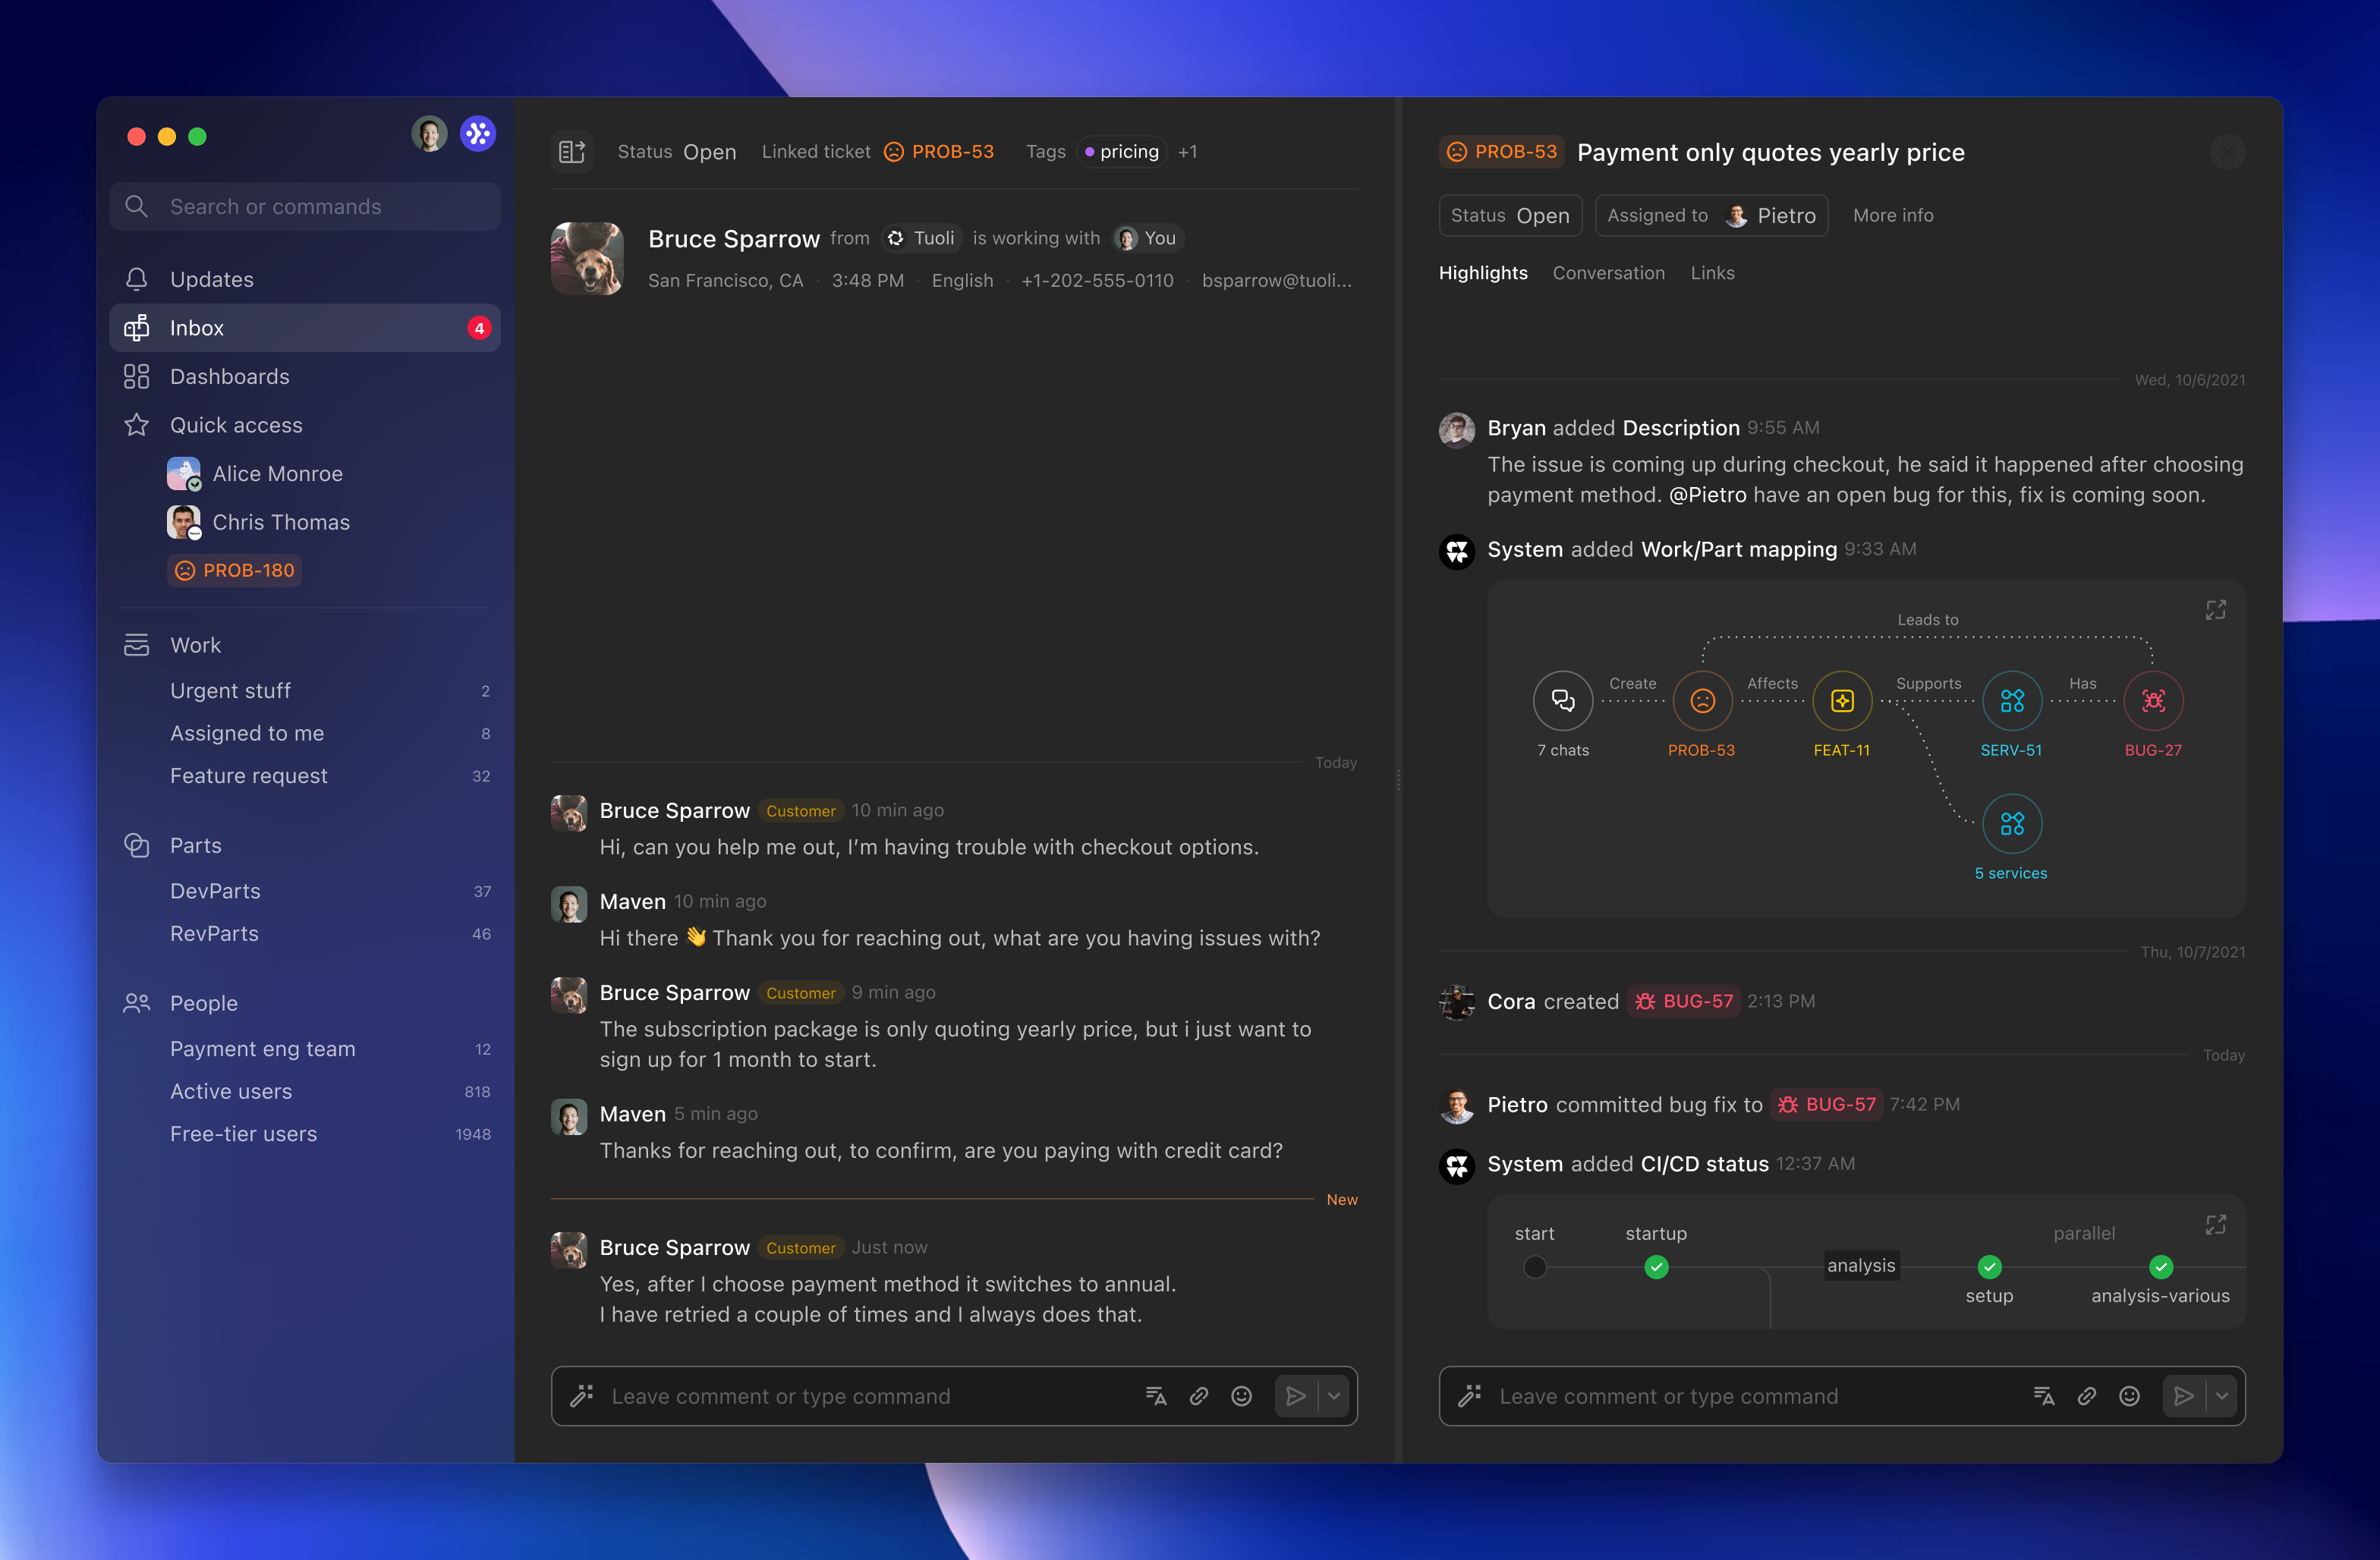 Search or commands
Updates
Inbox
4
Dashboards
Quick access
Alice Monroe
Chris Thomas
PROB-180
Work
Urgent stuff 2
Assigned to me 8
Feature request 32
Parts
DevParts 37
RevParts 46
People
Payment eng team 12
Active users 818
Free-tier users 1948
Status Open Linked ticket PROB-53 Tags pricing +1
Bruce Sparrow from Tuoli is working with You
San Francisco, CA · 3:48 PM · English · +1-202-555-0110 · bsparrow@tuoli...
Today
Bruce Sparrow Customer 10 min ago
Hi, can you help me out, I’m having trouble with checkout options.
Maven 10 min ago
Hi there 👋 Thank you for reaching out, what are you having issues with?
Bruce Sparrow Customer 9 min ago
The subscription package is only quoting yearly price, but i just want to
sign up for 1 month to start.
Maven 5 min ago
Thanks for reaching out, to confirm, are you paying with credit card?
New
Bruce Sparrow Customer Just now
Yes, after I choose payment method it switches to annual.
I have retried a couple of times and I always does that.
Leave comment or type command
PROB-53 Payment only quotes yearly price
Status Open Assigned to Pietro More info
Highlights Conversation Links
Wed, 10/6/2021
Bryan added Description 9:55 AM
The issue is coming up during checkout, he said it happened after choosing
payment method. @Pietro have an open bug for this, fix is coming soon.
System added Work/Part mapping 9:33 AM
Leads to
Create Affects Supports Has
7 chats PROB-53 FEAT-11 SERV-51 BUG-27
5 services
Thu, 10/7/2021
Cora created BUG-57 2:13 PM
Today
Pietro committed bug fix to BUG-57 7:42 PM
System added CI/CD status 12:37 AM
start startup parallel
analysis
setup analysis-various
Leave comment or type command